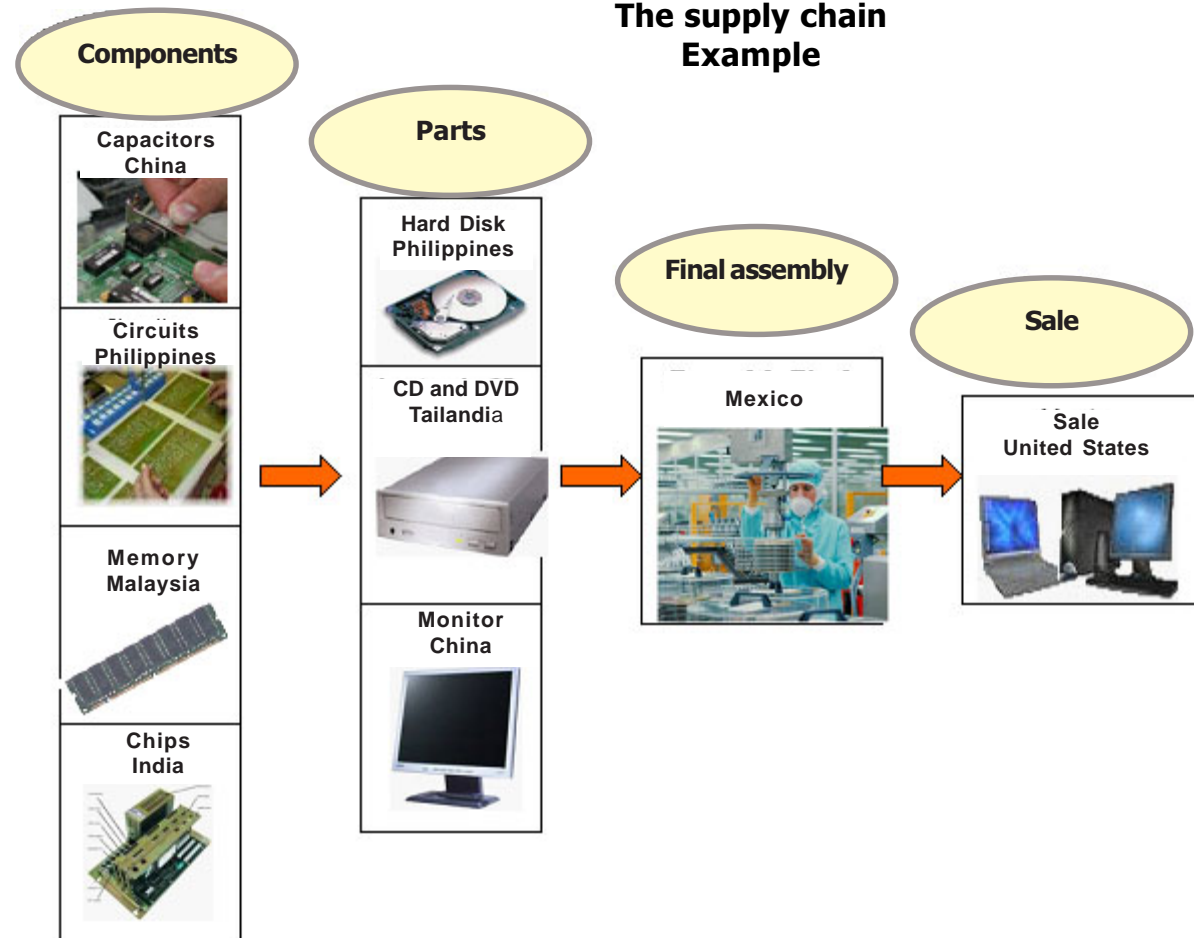 The supply chain
Example
Components
Capacitors
China
Circuits
Philippines
Memory
Malaysia
Chips
India
Parts
Hard Disk
Philippines
CD and DVD
Tailandia
Monitor
China
Final assembly
Mexico
Sale
Sale
United States